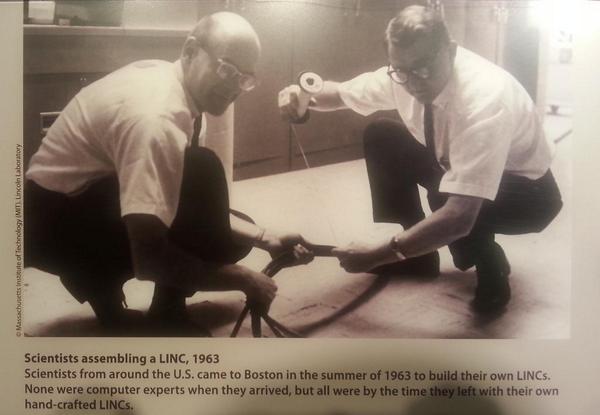 © Massachusetts Institute of Technology (MIT), Lincoln Laboratory
Scientists assembling a LINC, 1963
Scientists from around the U.S. came to Boston in the summer of 1963 to build their own LINCs.
None were computer experts when they arrived, but all were by the time they left with their own
hand-crafted LINCs.